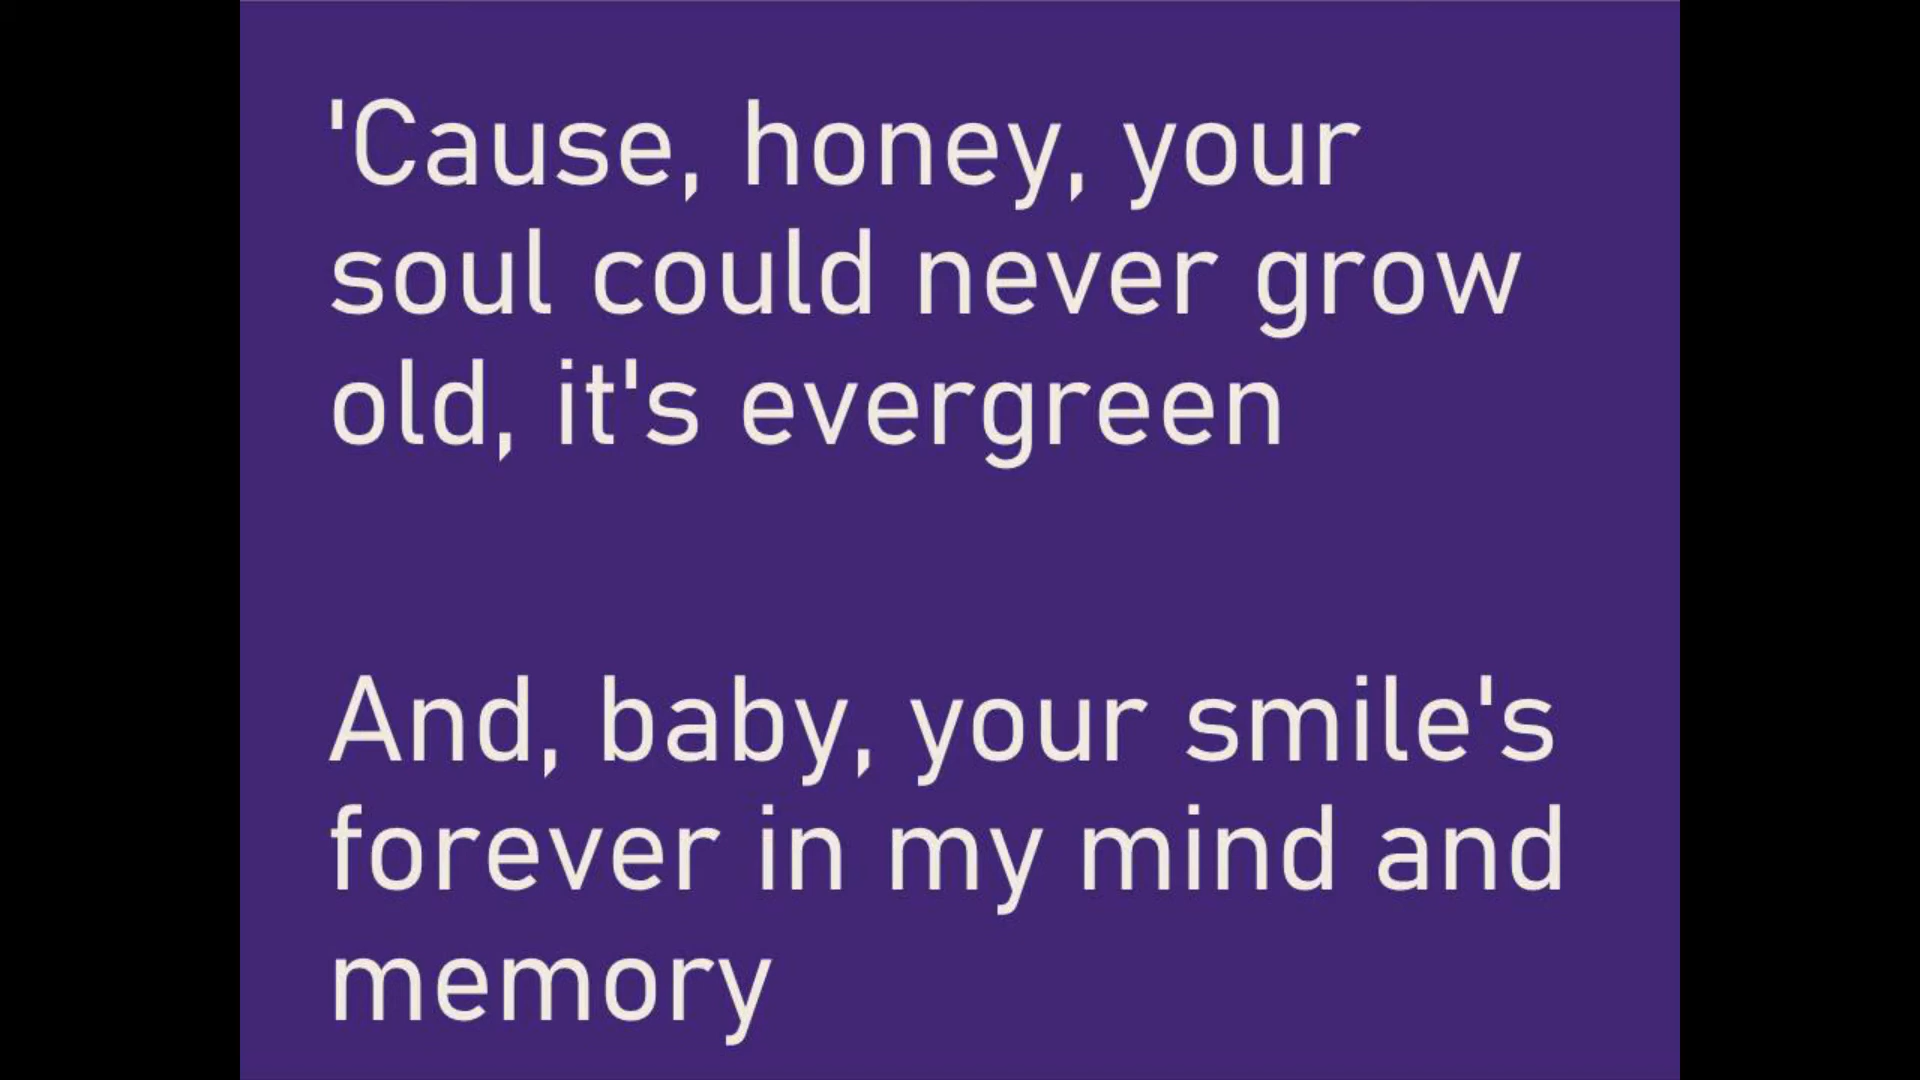 'Cause, honey, your
soul could never grow
old, it's evergreen
And, baby, your smile's
forever in my mind and
memory